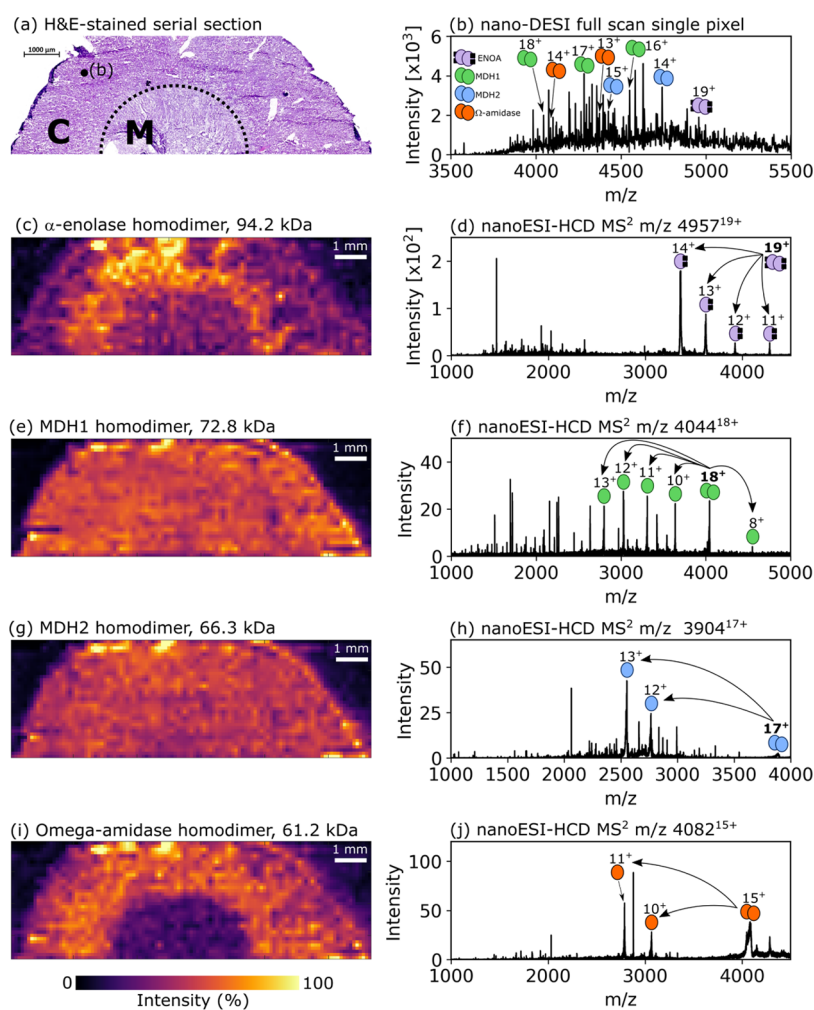 (a) H&E-stained serial section
1000 μm
(b)
C
M
(b) nano-DESI full scan single pixel
Intensity [x10³]
6
4
2
0
ENOA
MDH1
MDH2
Ω-amidase
18⁺
14⁺
17⁺
13⁺
15⁺
16⁺
14⁺
19⁺
3500
4000
4500
5000
5500
m/z
(c) α-enolase homodimer, 94.2 kDa
1 mm
(d) nanoESI-HCD MS² m/z 4957¹⁹⁺
Intensity [x10²]
2
1
0
14⁺
13⁺
12⁺
11⁺
19⁺
1000
2000
3000
4000
m/z
(e) MDH1 homodimer, 72.8 kDa
1 mm
(f) nanoESI-HCD MS² m/z 4044¹⁸⁺
Intensity
40
20
0
13⁺
12⁺
11⁺
10⁺
18⁺
8⁺
1000
2000
3000
4000
5000
m/z
(g) MDH2 homodimer, 66.3 kDa
1 mm
(h) nanoESI-HCD MS² m/z 3904¹⁷⁺
Intensity
50
25
0
13⁺
12⁺
17⁺
1000
1500
2000
2500
3000
3500
4000
m/z
(i) Omega-amidase homodimer, 61.2 kDa
1 mm
0
100
Intensity (%)
(j) nanoESI-HCD MS² m/z 4082¹⁵⁺
Intensity
100
50
0
11⁺
10⁺
15⁺
1000
2000
3000
4000
m/z